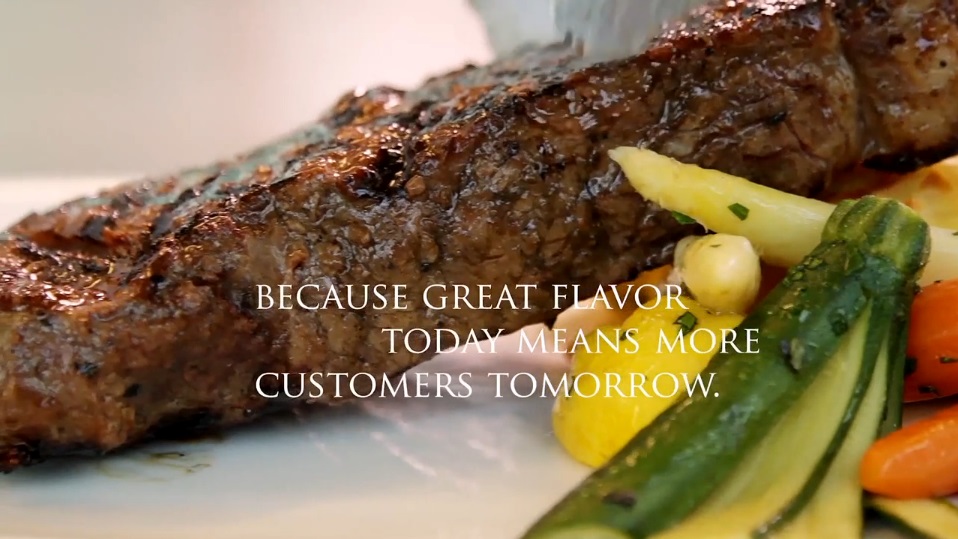 BECAUSE GREAT FLAVOR
TODAY MEANS MORE
CUSTOMERS TOMORROW.